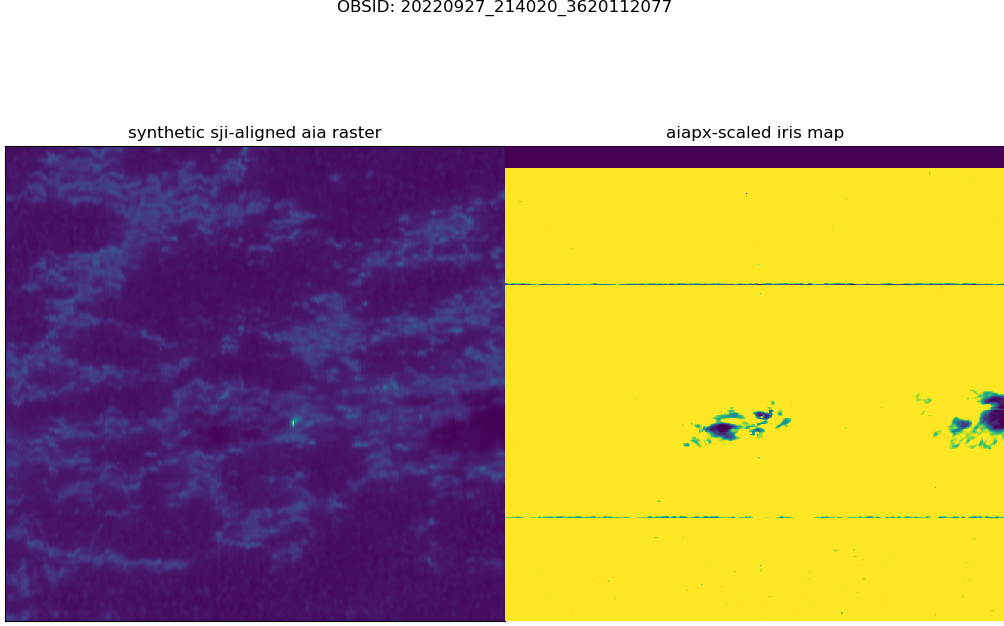 OBSID: 20220927_214020_3620112077
synthetic sji-aligned aia raster
aiapx-scaled iris map